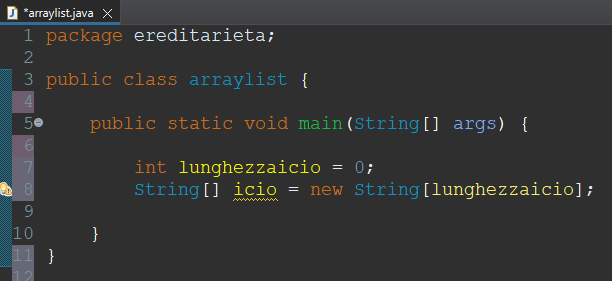 *arraylist.java
1 package ereditarieta;
2
3 public class arraylist {
4
5 public static void main(String[] args) {
6
7 int lunghezzaicio = 0;
8 String[] icio = new String[lunghezzaicio];
9
10 }
11 }
12